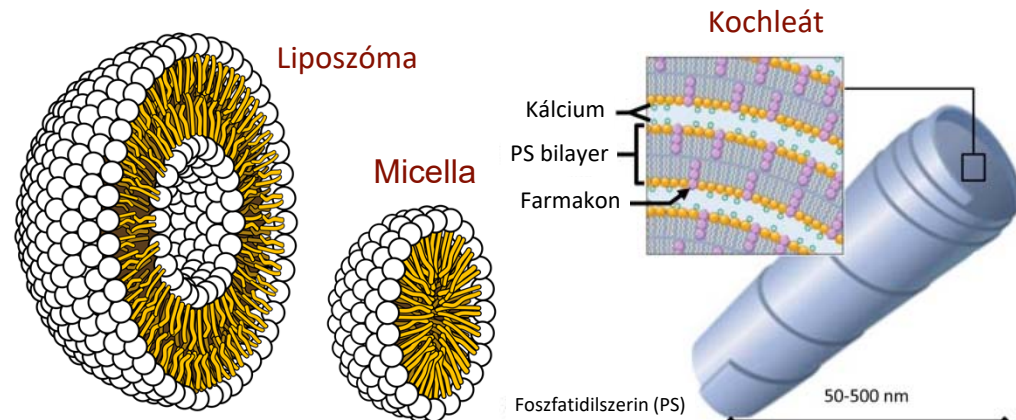 Liposzóma
Micella
Kochleát
Kálcium
PS bilayer
Farmakon
50-500 nm
Foszfatidilszerin (PS)